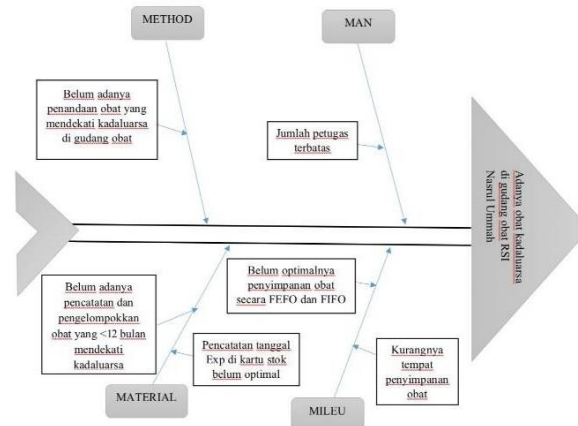 METHOD
MAN
Belum adanya
penandaan obat yang
mendekati kadaluarsa
di gudang obat
Jumlah petugas
terbatas
Adanya obat kadaluarsa
di gudang obat RSI
Nasrul Ummah
Belum adanya
pencatatan dan
pengelompokkan
obat yang <12 bulan
mendekati
kadaluarsa
Belum optimalnya
penyimpanan obat
secara FEFO dan FIFO
Pencatatan tanggal
Exp di kartu stok
belum optimal
Kurangnya
tempat
penyimpanan
obat
MATERIAL
MILEU